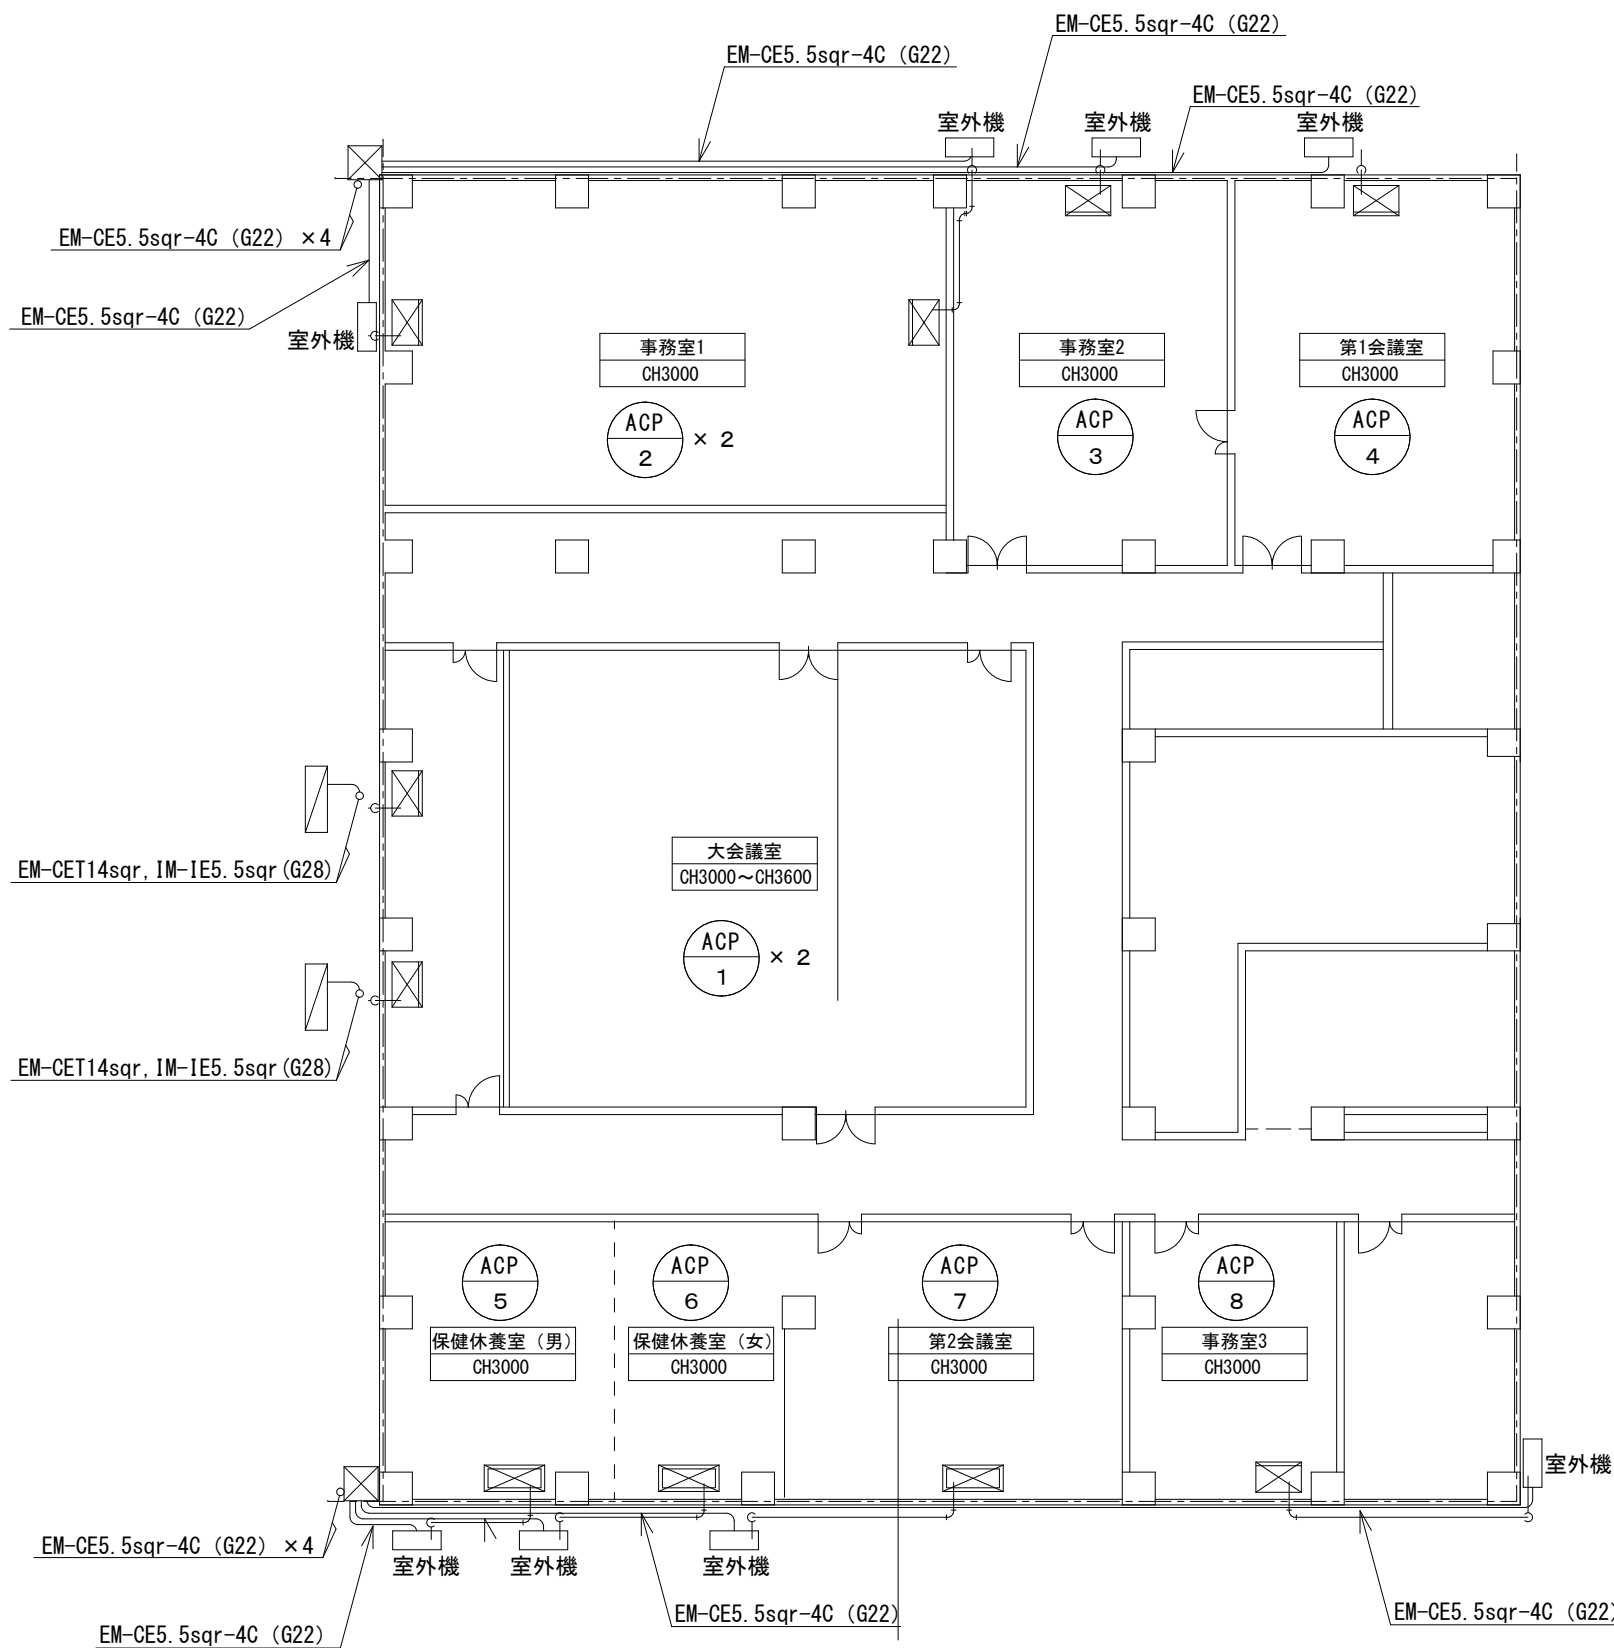 EM-CE5.5sqr-4C (G22)
EM-CE5.5sqr-4C (G22)
EM-CE5.5sqr-4C (G22)
室外機
室外機
室外機
EM-CE5.5sqr-4C (G22) ×4
EM-CE5.5sqr-4C (G22)
室外機
事務室1
CH3000
事務室2
CH3000
第1会議室
CH3000
ACP
2
× 2
ACP
3
ACP
4
EM-CET14sqr,IM-IE5.5sqr(G28)
大会議室
CH3000～CH3600
ACP
1
× 2
EM-CET14sqr,IM-IE5.5sqr(G28)
ACP
5
ACP
6
ACP
7
ACP
8
保健休養室（男）
CH3000
保健休養室（女）
CH3000
第2会議室
CH3000
事務室3
CH3000
室外機
EM-CE5.5sqr-4C (G22) ×4
室外機
室外機
室外機
EM-CE5.5sqr-4C (G22)
EM-CE5.5sqr-4C (G22)
EM-CE5.5sqr-4C (G22)